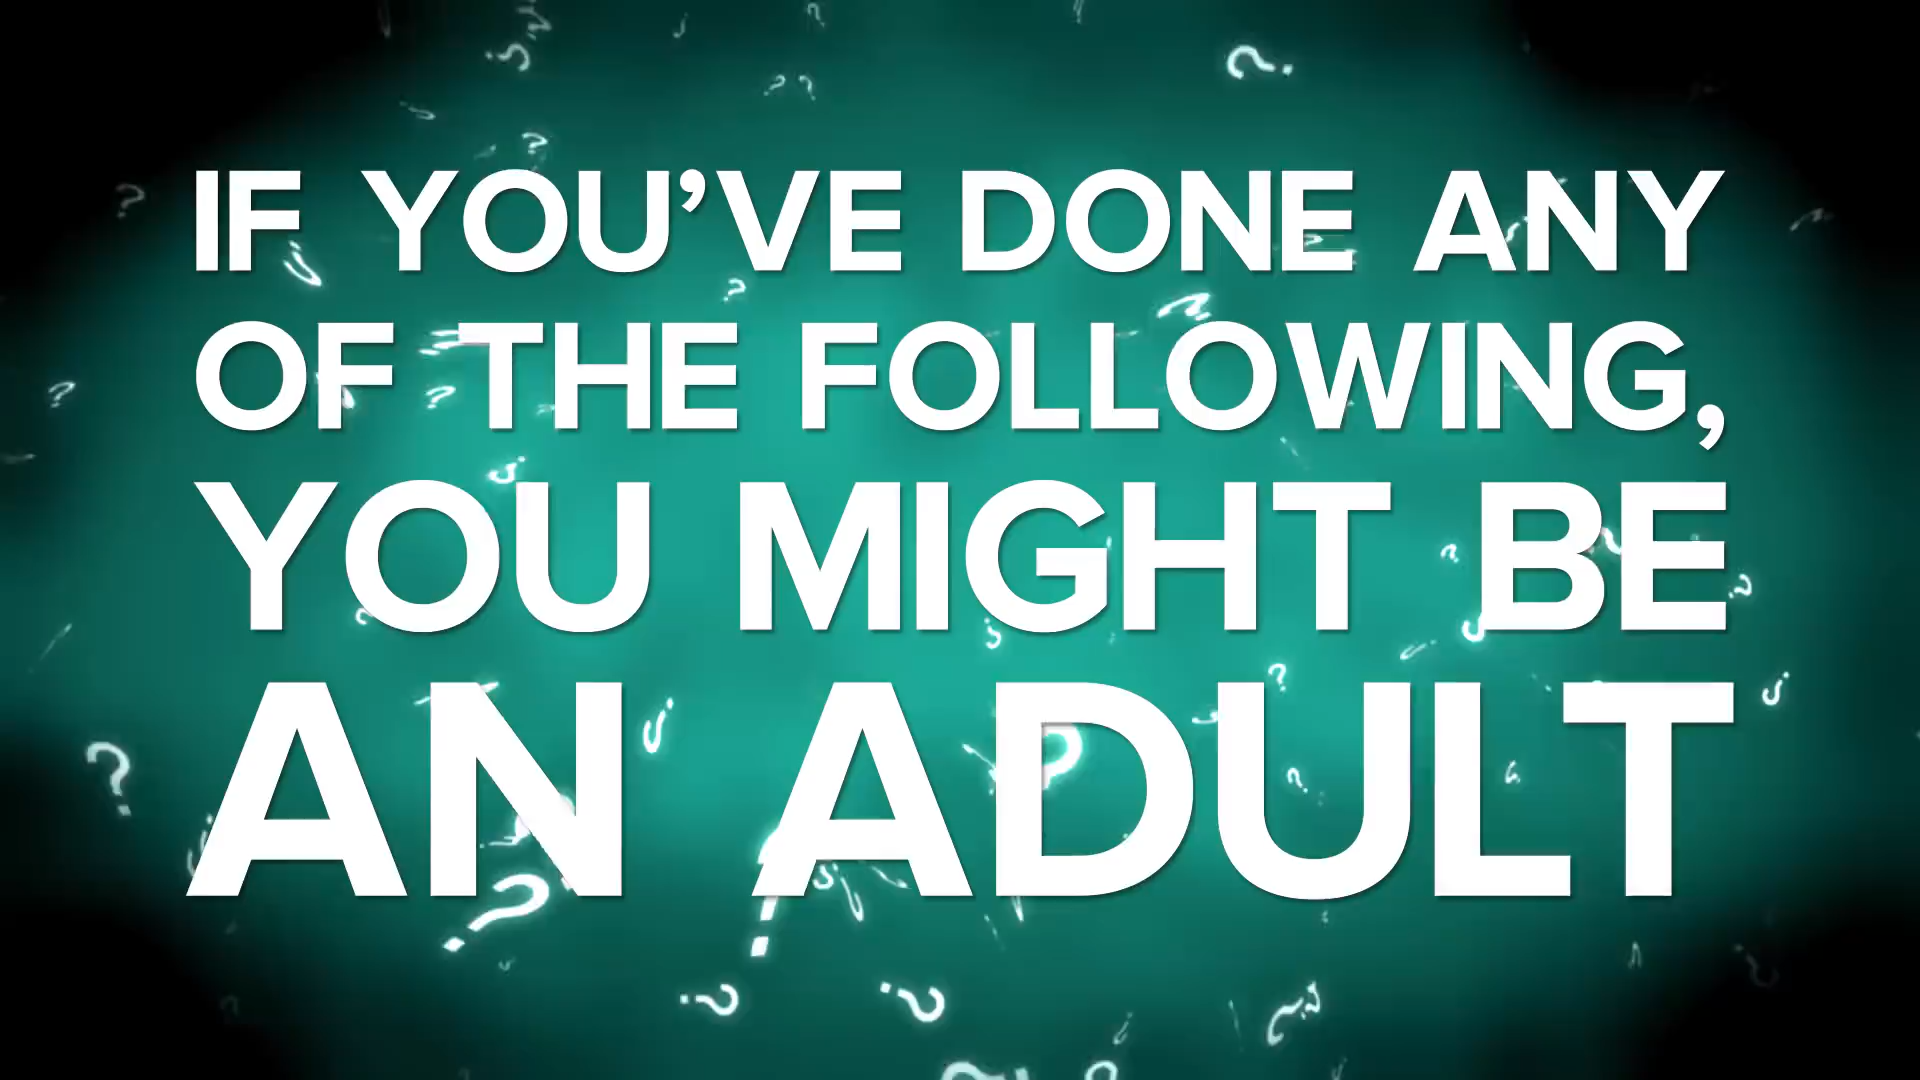 IF YOU’VE DONE ANY
OF THE FOLLOWING,
YOU MIGHT BE
AN ADULT